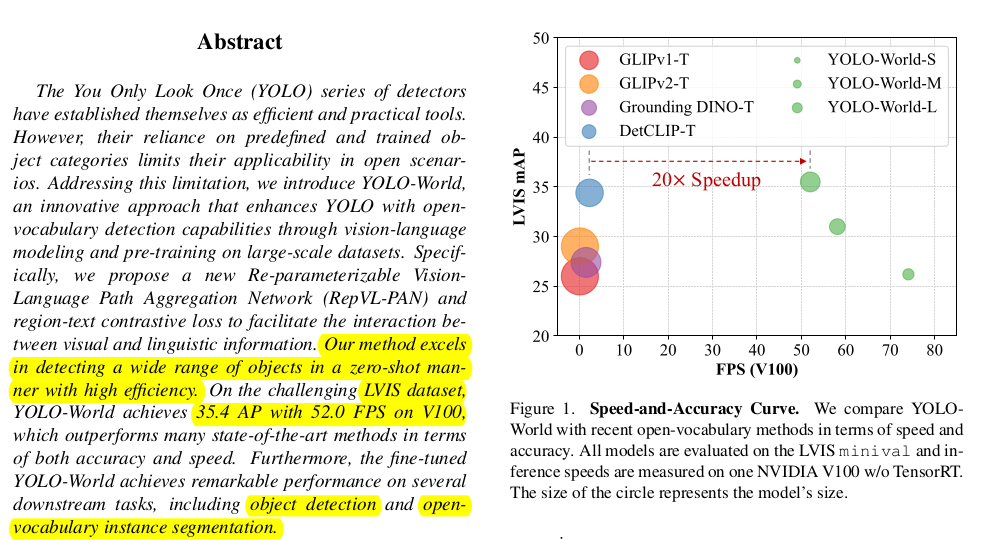 Abstract
The You Only Look Once (YOLO) series of detectors
have established themselves as efficient and practical tools.
However, their reliance on predefined and trained ob-
ject categories limits their applicability in open scenar-
ios. Addressing this limitation, we introduce YOLO-World,
an innovative approach that enhances YOLO with open-
vocabulary detection capabilities through vision-language
modeling and pre-training on large-scale datasets. Specif-
ically, we propose a new Re-parameterizable Vision-
Language Path Aggregation Network (RepVL-PAN) and
region-text contrastive loss to facilitate the interaction be-
tween visual and linguistic information. Our method excels
in detecting a wide range of objects in a zero-shot man-
ner with high efficiency. On the challenging LVIS dataset,
YOLO-World achieves 35.4 AP with 52.0 FPS on V100,
which outperforms many state-of-the-art methods in terms
of both accuracy and speed. Furthermore, the fine-tuned
YOLO-World achieves remarkable performance on several
downstream tasks, including object detection and open-
vocabulary instance segmentation.
50
45
40
35
30
25
20
LVIS mAP
GLIPv1-T
GLIPv2-T
Grounding DINO-T
DetCLIP-T
YOLO-World-S
YOLO-World-M
YOLO-World-L
20× Speedup
0 10 20 30 40 50 60 70 80
FPS (V100)
Figure 1. Speed-and-Accuracy Curve. We compare YOLO-
World with recent open-vocabulary methods in terms of speed and
accuracy. All models are evaluated on the LVIS minival and in-
ference speeds are measured on one NVIDIA V100 w/o TensorRT.
The size of the circle represents the model's size.